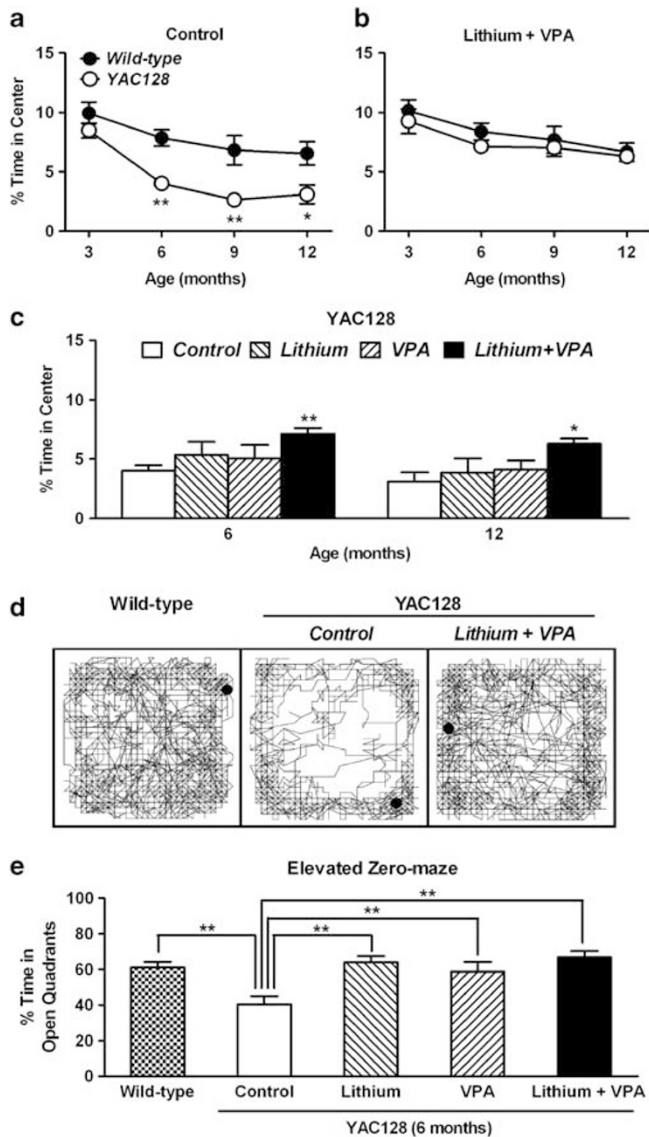 a
Control
Wild-type
YAC128
% Time in Center
15
10
5
0
** ** *
3 6 9 12
Age (months)
b
Lithium + VPA
% Time in Center
15
10
5
0
3 6 9 12
Age (months)
c
YAC128
Control Lithium VPA Lithium+VPA
% Time in Center
15
10
5
0
** *
6 12
Age (months)
d
Wild-type YAC128
Control Lithium + VPA
e
Elevated Zero-maze
% Time in
Open Quadrants
100
80
60
40
20
0
**
**
** **
Wild-type Control Lithium VPA Lithium + VPA
YAC128 (6 months)